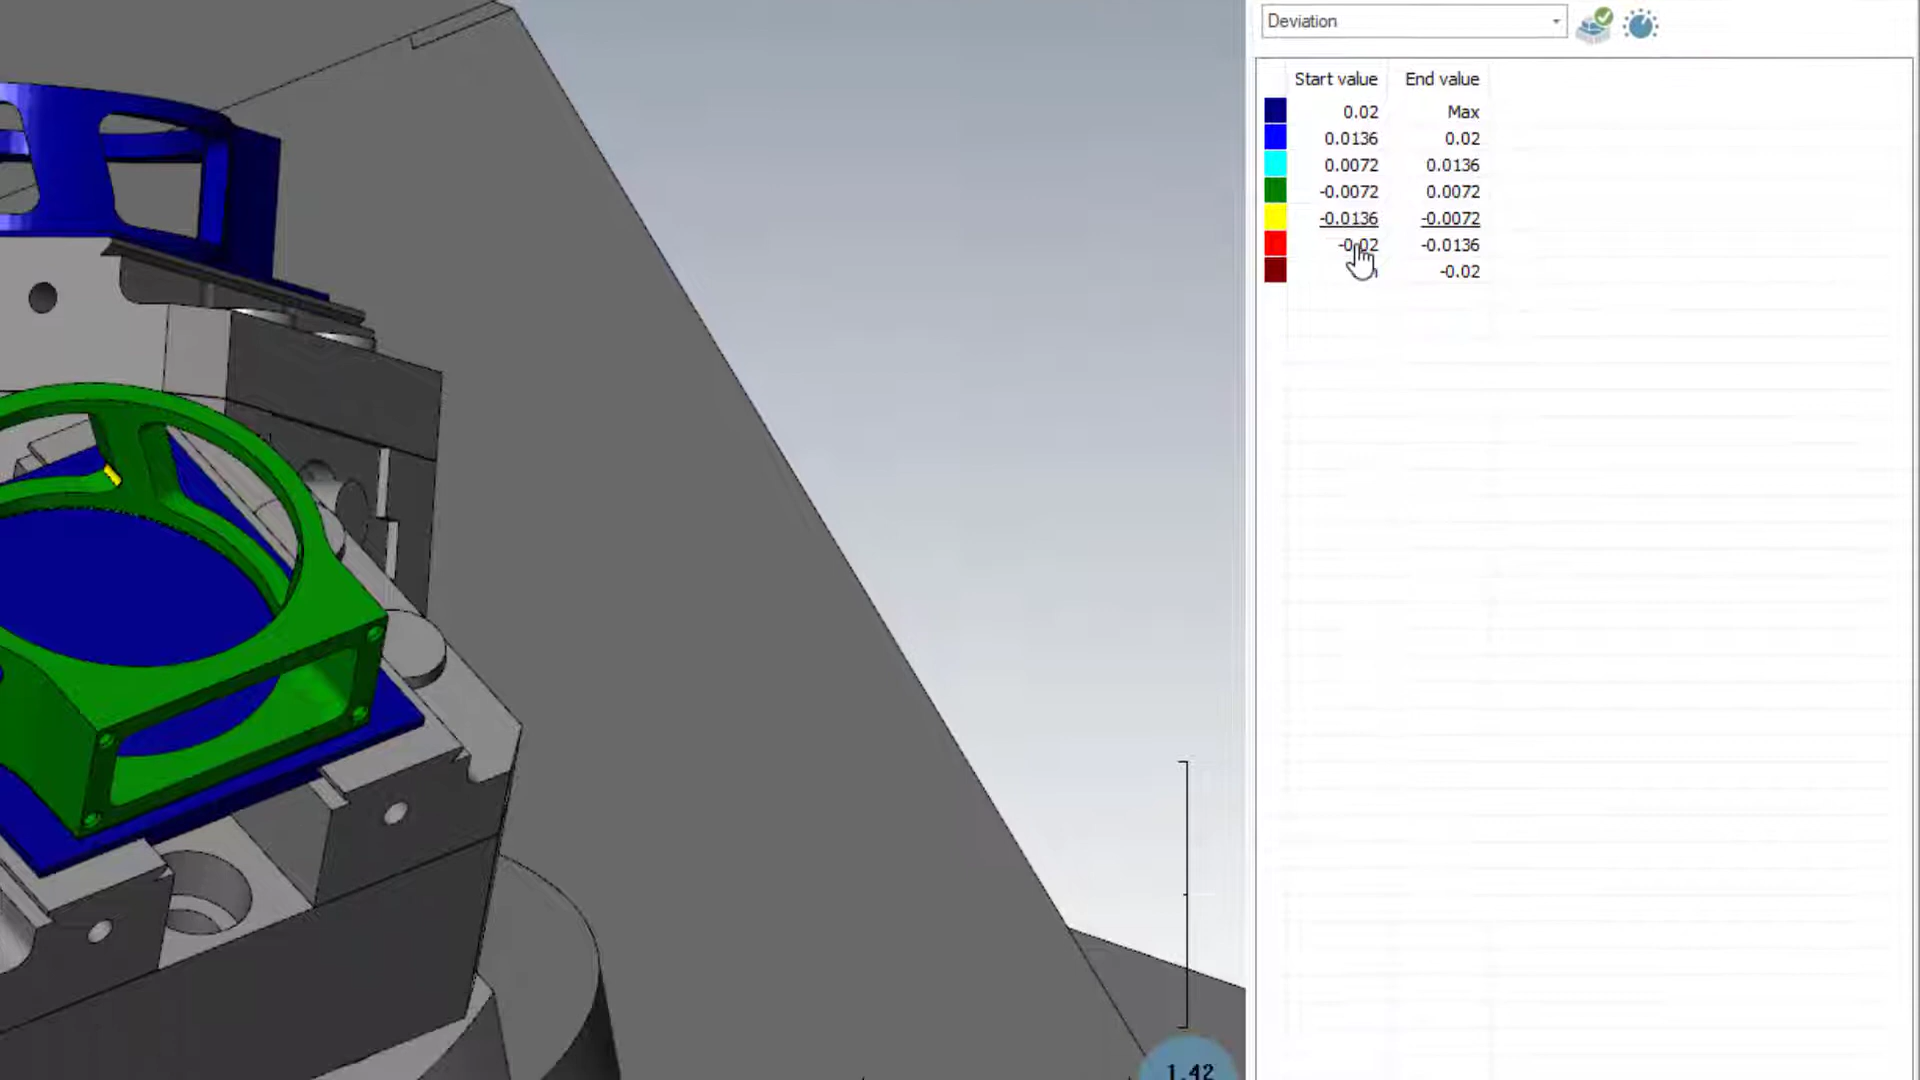 Deviation
Start value End value
0.02 Max
0.0136 0.02
0.0072 0.0136
-0.0072 0.0072
-0.0136 -0.0072
-0.02 -0.0136
-0.02
1.42